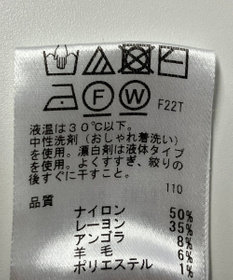 F W F22T
液温は30℃以下。
中性洗剤(おしゃれ着洗い)
を使用。漂白剤は液体タイプ
を使用。よくすすぎ、絞りの
後すぐに干すこと。
110
品質
ナイロン 50%
レーヨン 35%
アンゴラ 8%
羊毛 6%
ポリエステル 1%